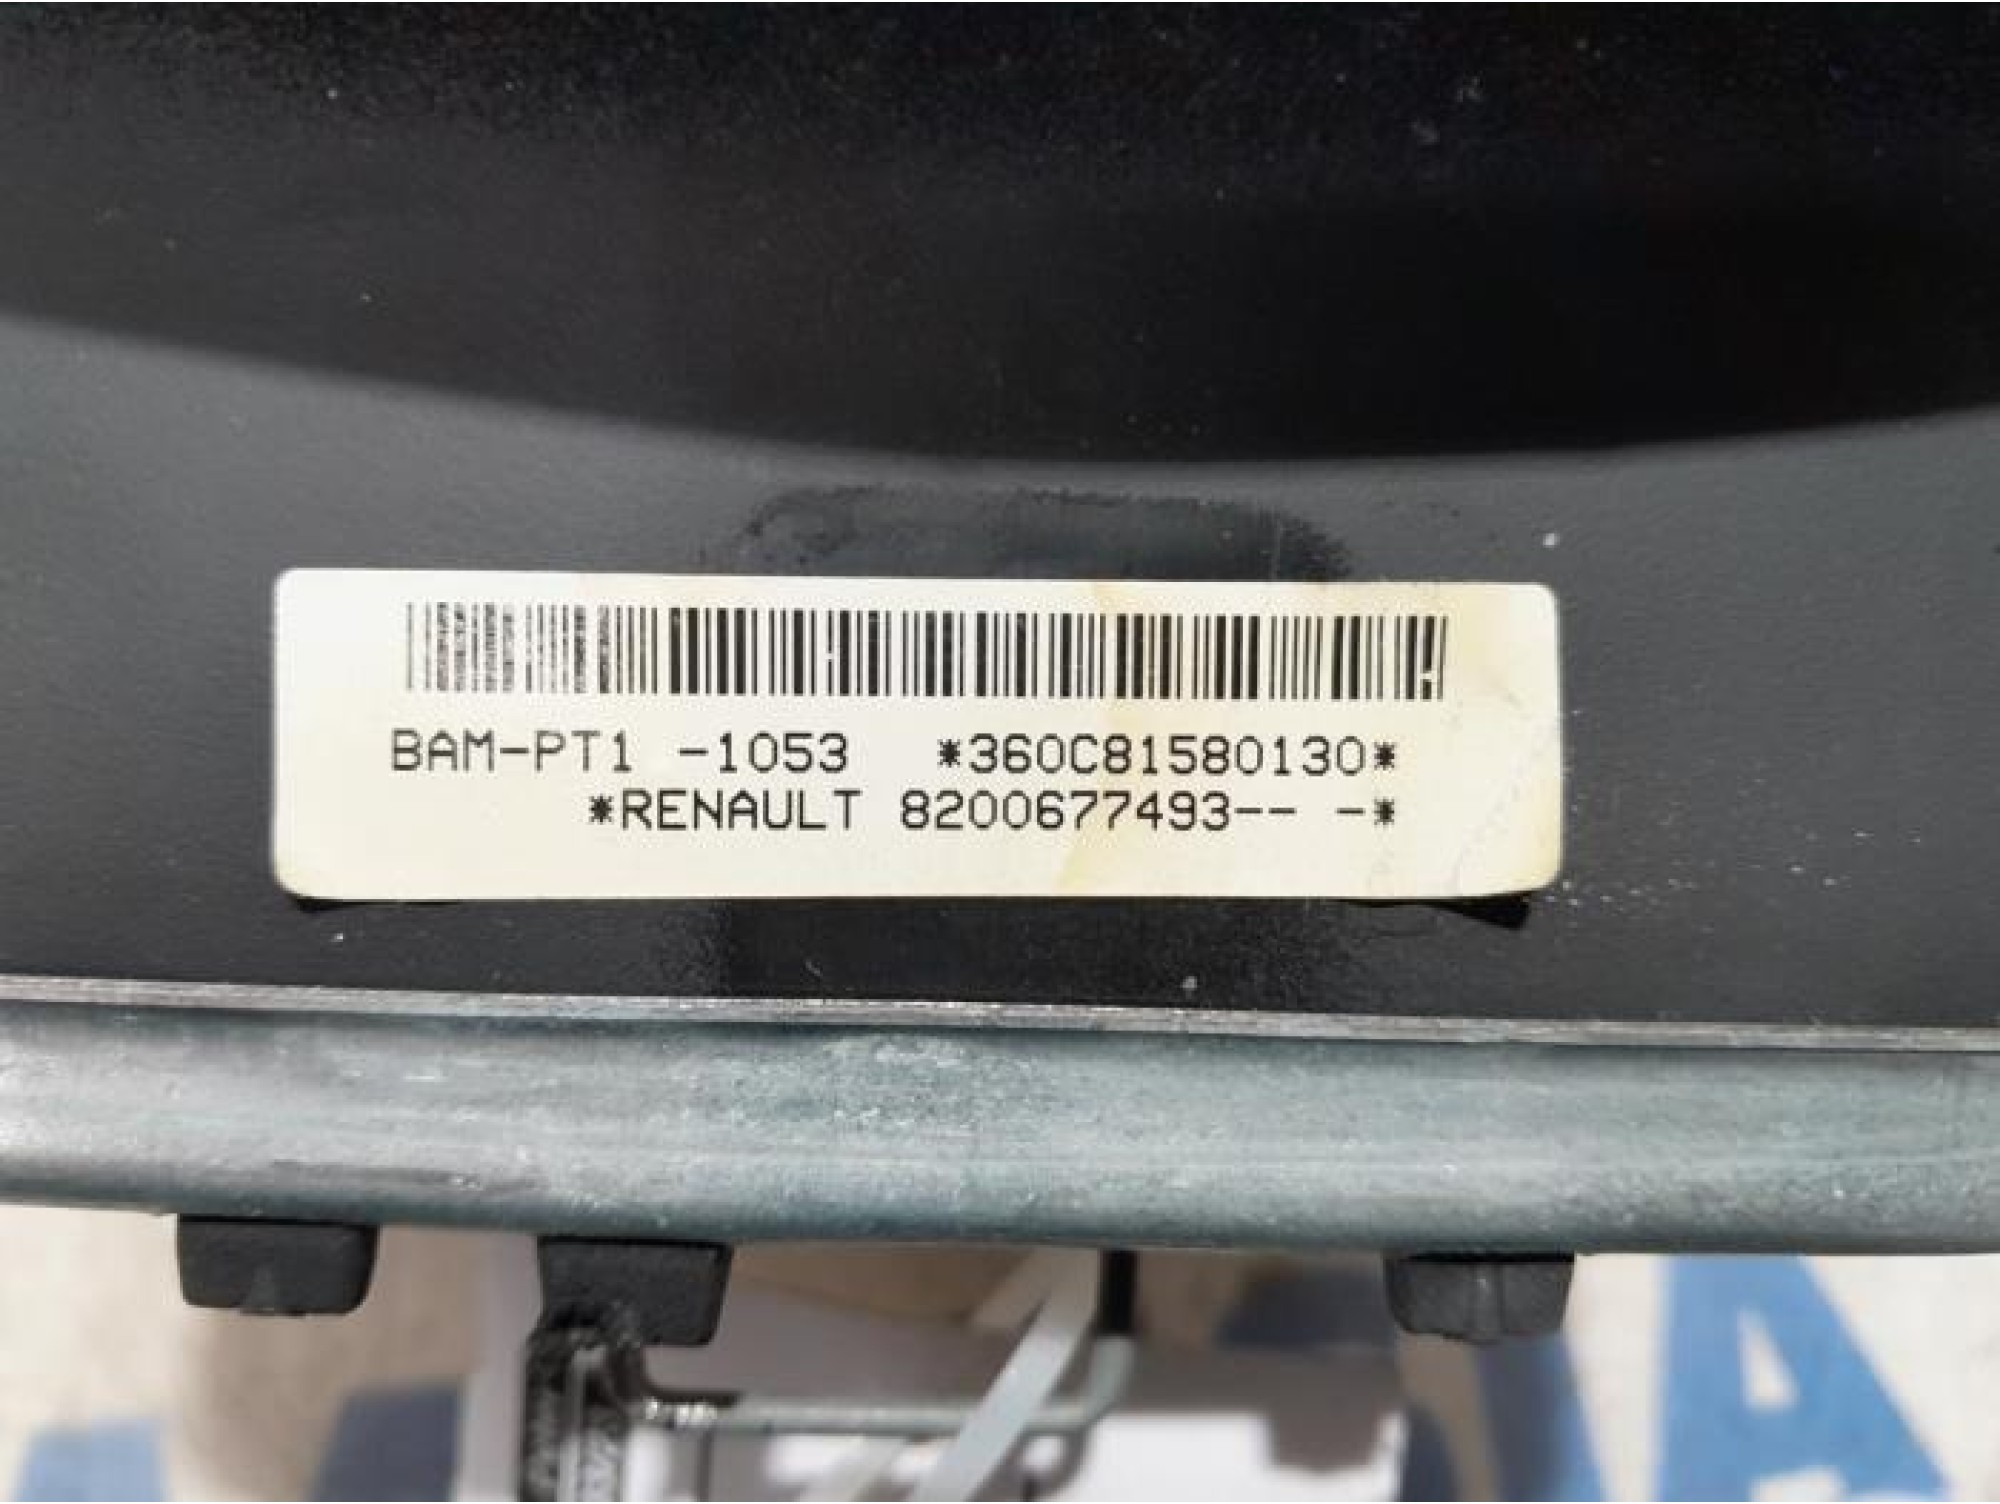 BAM-PT1 -1053 *360C81580130*
*RENAULT 8200677493-- -*